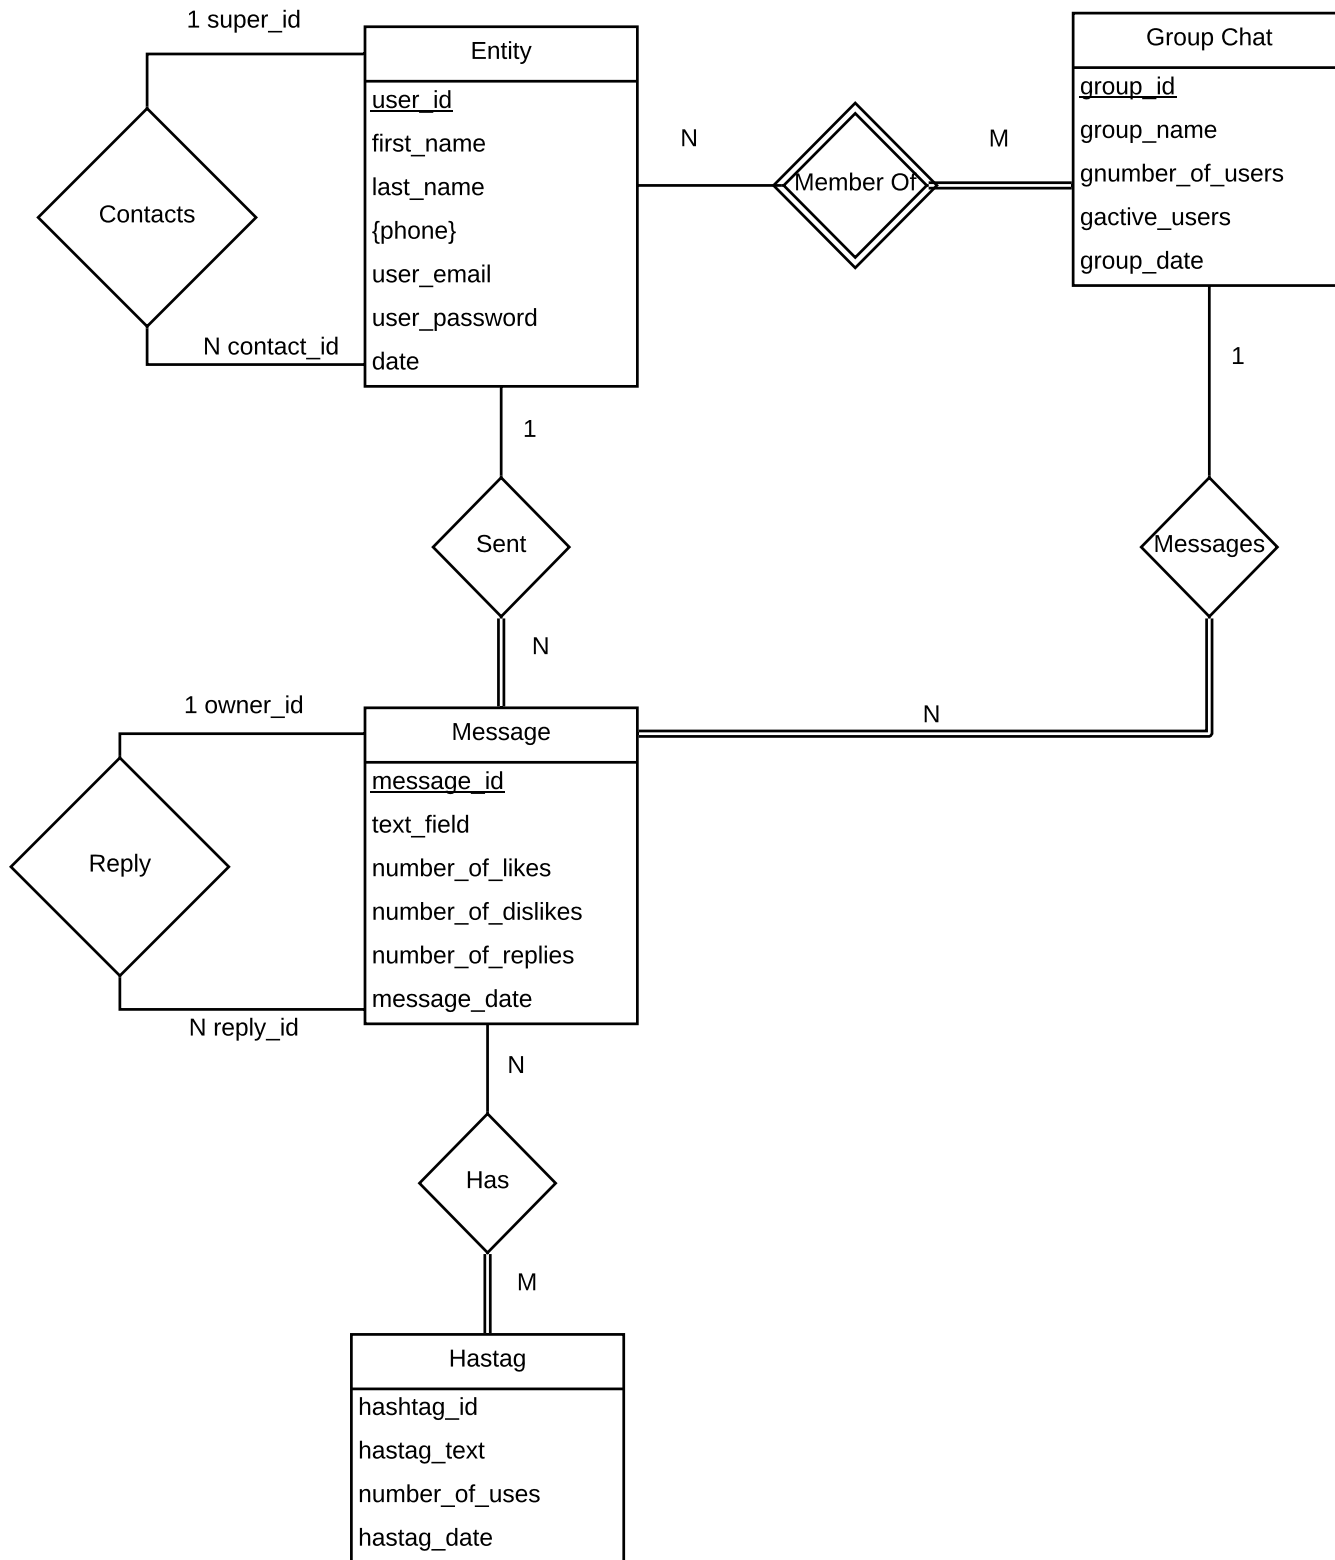 1 super_id
Entity
user_id
first_name
last_name
{phone}
user_email
user_password
date
Contacts
N contact_id
N
Member Of
M
Group Chat
group_id
group_name
gnumber_of_users
gactive_users
group_date
1
Sent
N
1
Messages
N
1 owner_id
Message
message_id
text_field
number_of_likes
number_of_dislikes
number_of_replies
message_date
Reply
N reply_id
N
Has
M
Hastag
hashtag_id
hastag_text
number_of_uses
hastag_date